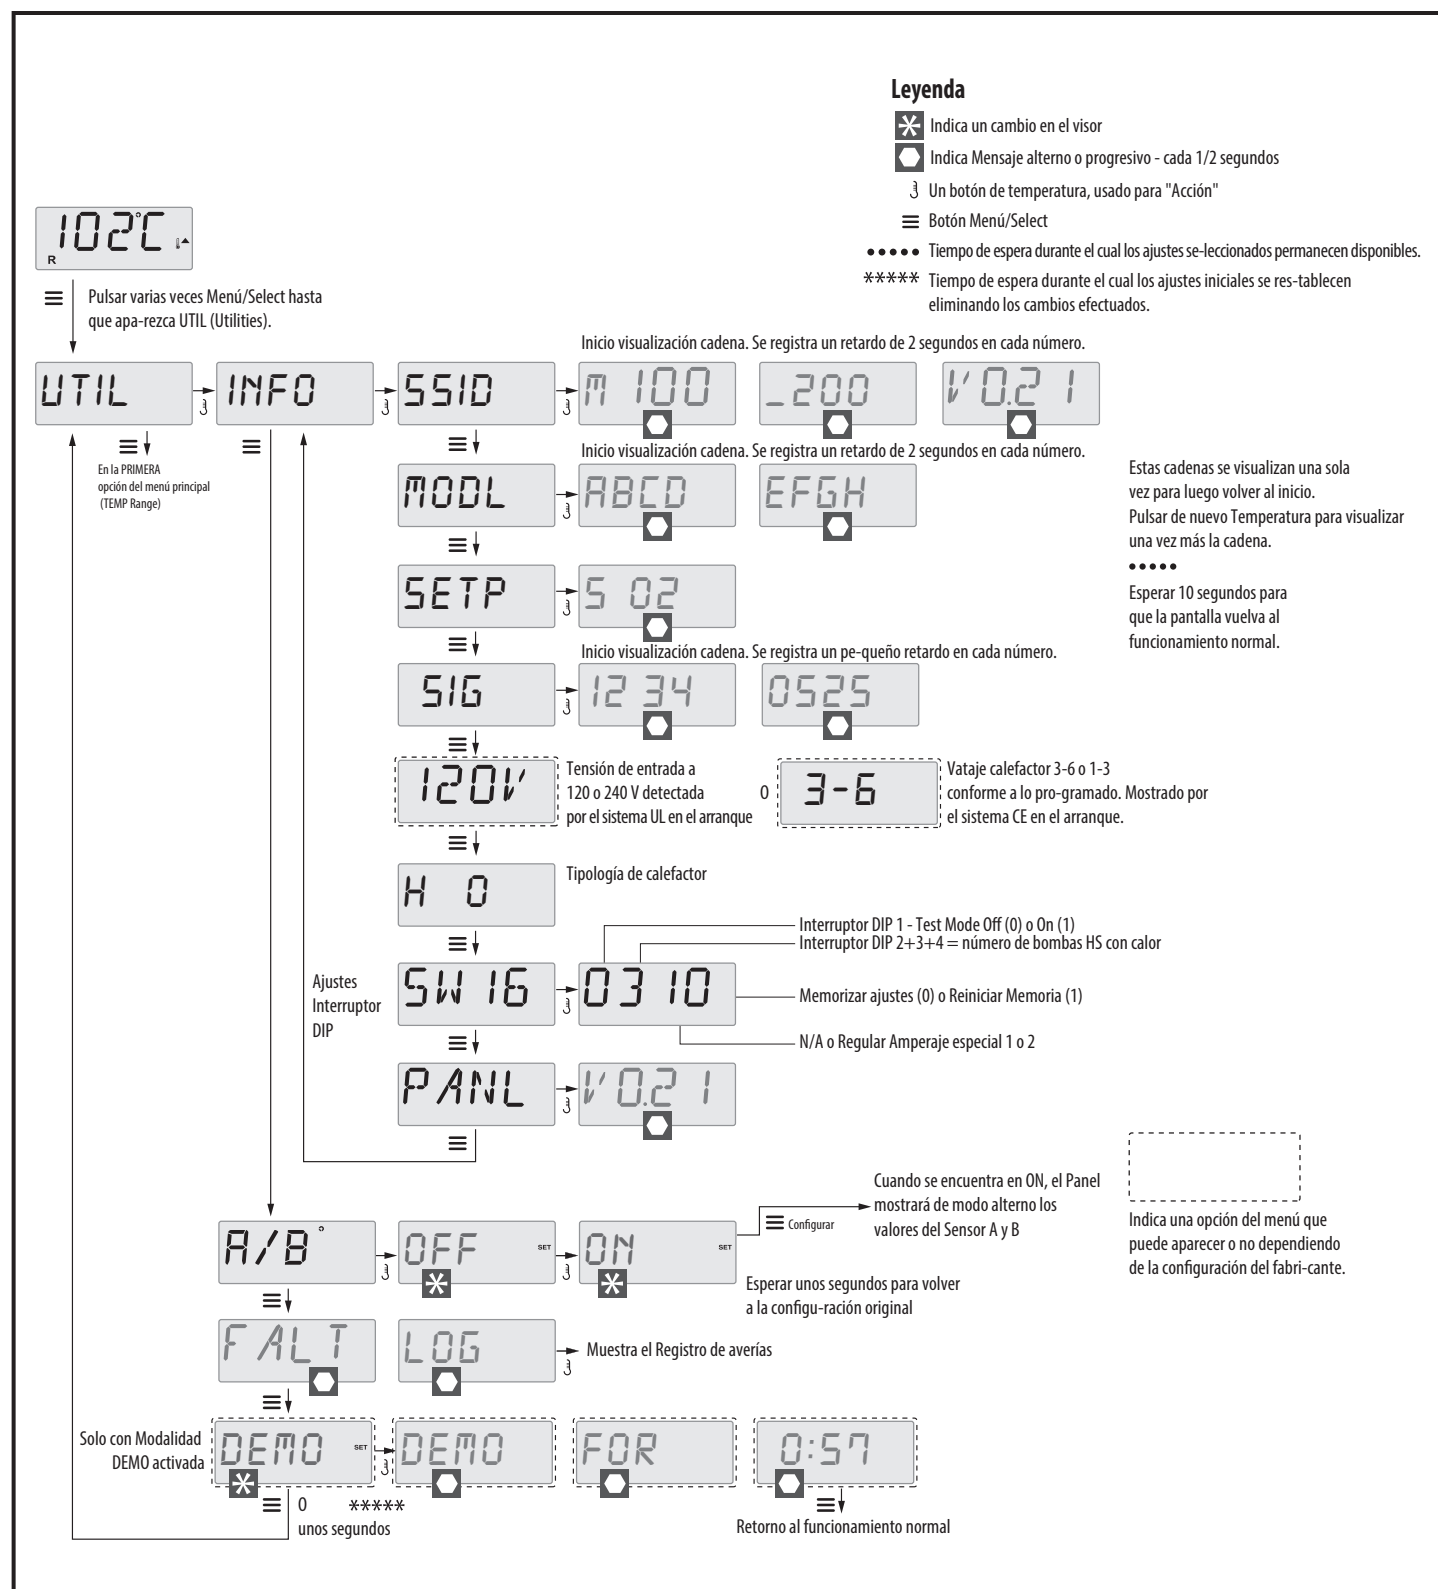 Leyenda
Indica un cambio en el visor
Indica Mensaje alterno o progresivo - cada 1/2 segundos
Un botón de temperatura, usado para "Acción"
Botón Menú/Select
Tiempo de espera durante el cual los ajustes se-leccionados permanecen disponibles.
***** Tiempo de espera durante el cual los ajustes iniciales se res-tablecen
eliminando los cambios efectuados.
102°C
R
Pulsar varias veces Menú/Select hasta
que apa-rezca UTIL (Utilities).
Inicio visualización cadena. Se registra un retardo de 2 segundos en cada número.
UTIL
INFO
SSID
M 100
_200
V 0.21
En la PRIMERA
opción del menú principal
(TEMP Range)
Inicio visualización cadena. Se registra un retardo de 2 segundos en cada número.
MODL
ABCD
EFGH
Estas cadenas se visualizan una sola
vez para luego volver al inicio.
Pulsar de nuevo Temperatura para visualizar
una vez más la cadena.
Esperar 10 segundos para
que la pantalla vuelva al
funcionamiento normal.
SETP
S 02
Inicio visualización cadena. Se registra un pe-queño retardo en cada número.
SIG
12 34
0525
120V
Tensión de entrada a
120 o 240 V detectada
por el sistema UL en el arranque
O
3-6
Vataje calefactor 3-6 o 1-3
conforme a lo pro-gramado. Mostrado por
el sistema CE en el arranque.
H 0
Tipología de calefactor
Interruptor DIP 1 - Test Mode Off (0) o On (1)
Interruptor DIP 2+3+4 = número de bombas HS con calor
Ajustes
Interruptor
DIP
SW 16
03 10
Memorizar ajustes (0) o Reiniciar Memoria (1)
N/A o Regular Amperaje especial 1 o 2
PANL
V 0.21
Cuando se encuentra en ON, el Panel
mostrará de modo alterno los
valores del Sensor A y B
Configurar
Indica una opción del menú que
puede aparecer o no dependiendo
de la configuración del fabri-cante.
A/B°
OFF
SET
ON
SET
Esperar unos segundos para volver
a la configu-ración original
FALT
LOG
Muestra el Registro de averías
Solo con Modalidad
DEMO activada
DEMO
SET
DEMO
FOR
0:57
O *****
unos segundos
Retorno al funcionamiento normal